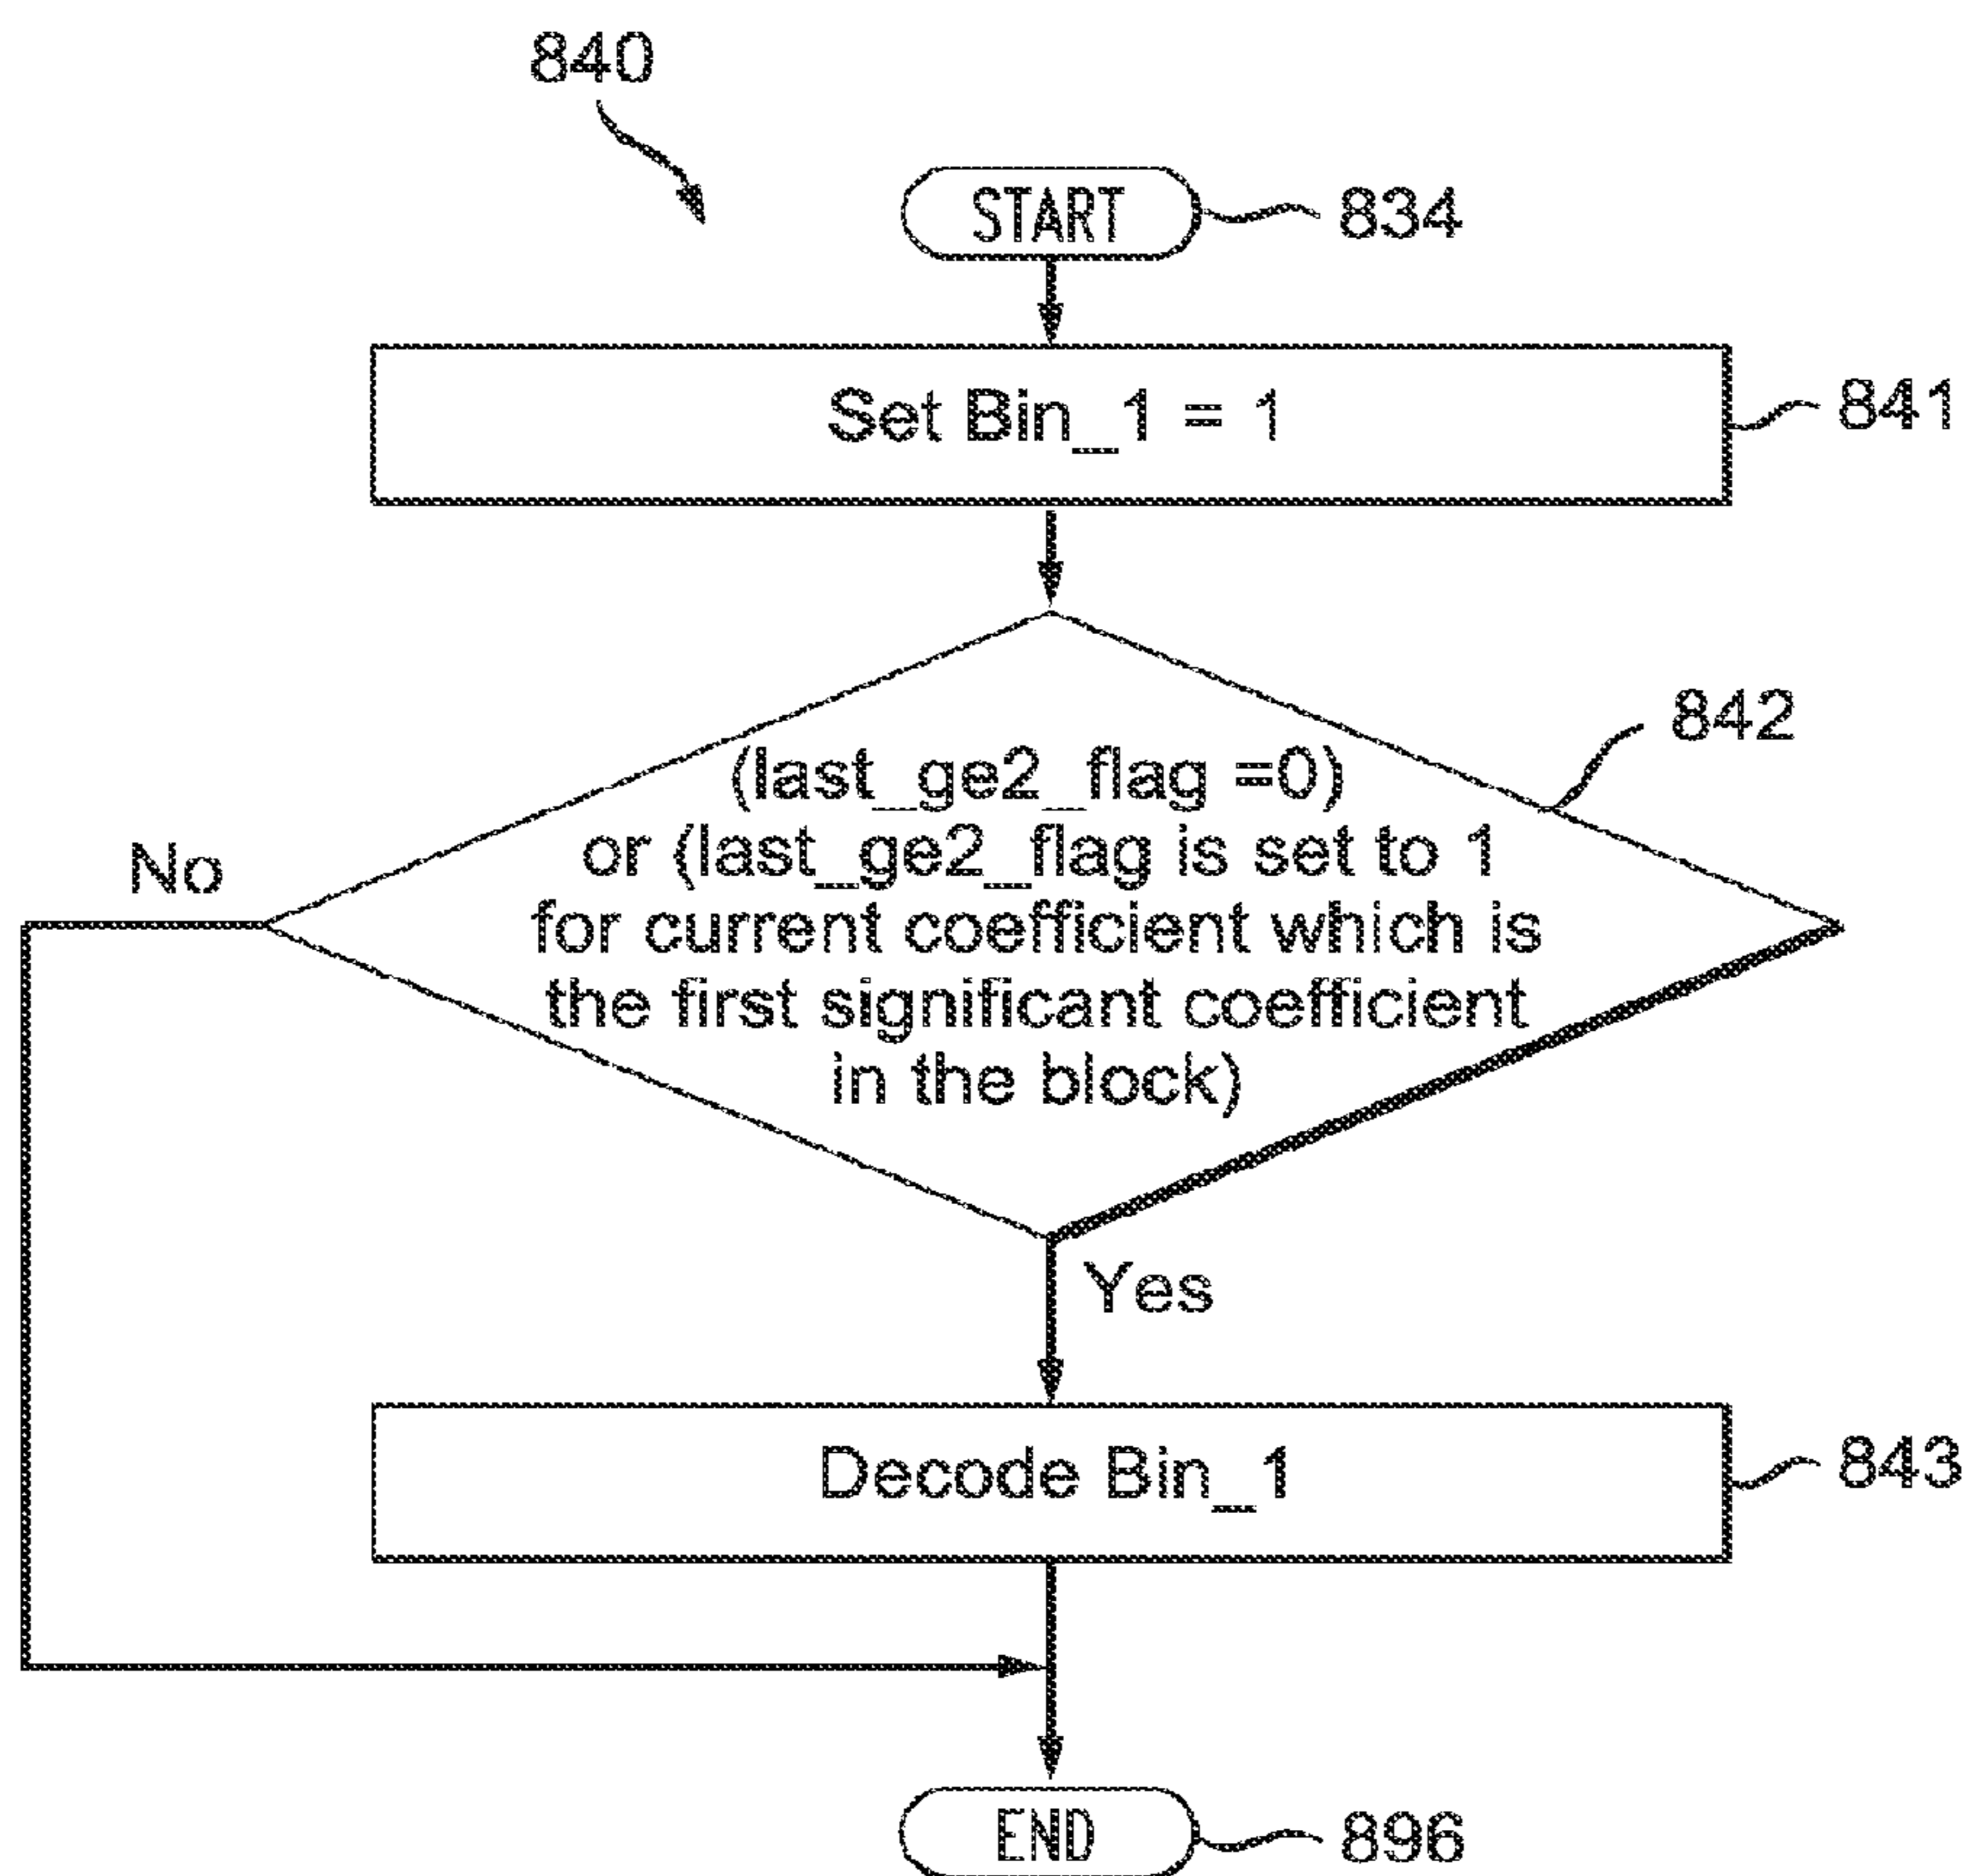 840
START
834
Set Bin_1 = 1
841
842
(last_ge2_flag =0)
or (last_ge2_flag is set to 1
for current coefficient which is
the first significant coefficient
in the block)
No
Yes
Decode Bin_1
843
END
896